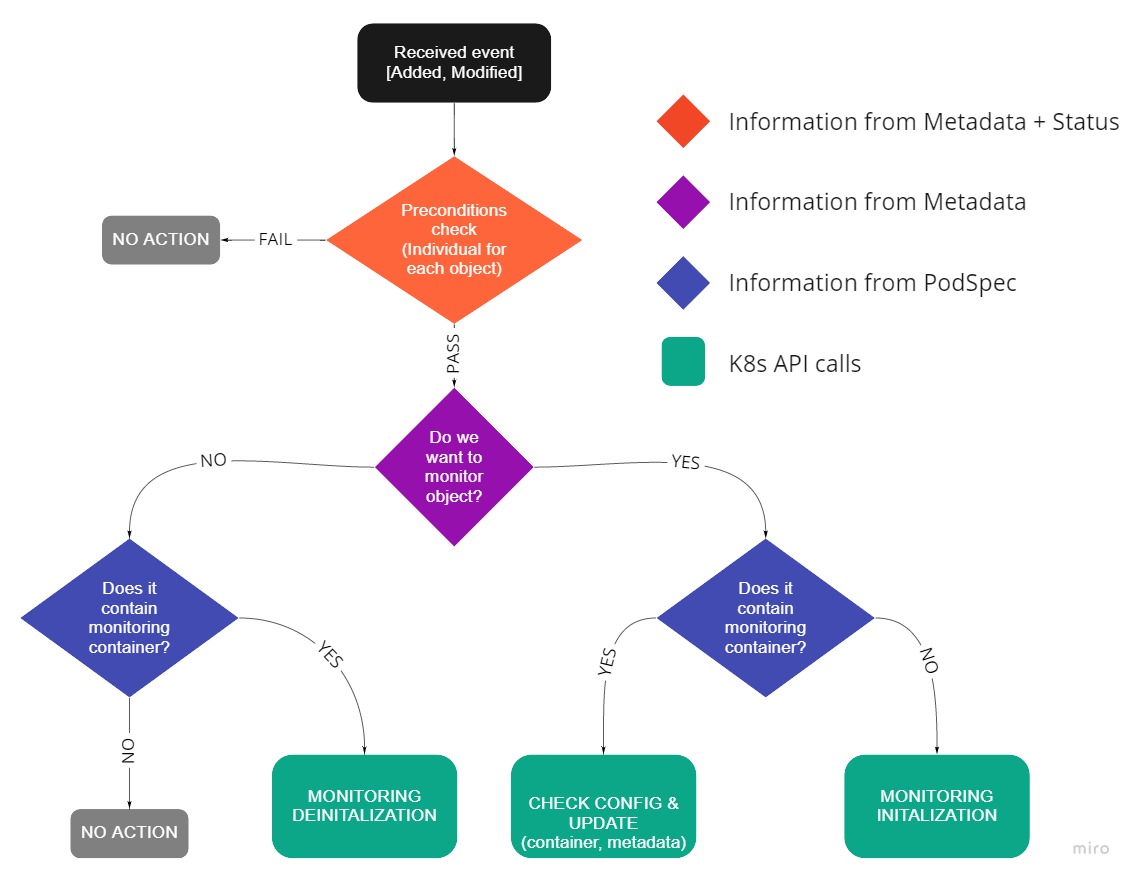 Received event
[Added, Modified]
Information from Metadata + Status
Preconditions
check
(Individual for
each object)
NO ACTION
FAIL
Information from Metadata
Information from PodSpec
PASS
K8s API calls
Do we
want to
monitor
object?
NO
YES
Does it
contain
monitoring
container?
Does it
contain
monitoring
container?
YES
YES
NO
NO
NO ACTION
MONITORING
DEINITALIZATION
CHECK CONFIG &
UPDATE
(container, metadata)
MONITORING
INITALIZATION
miro